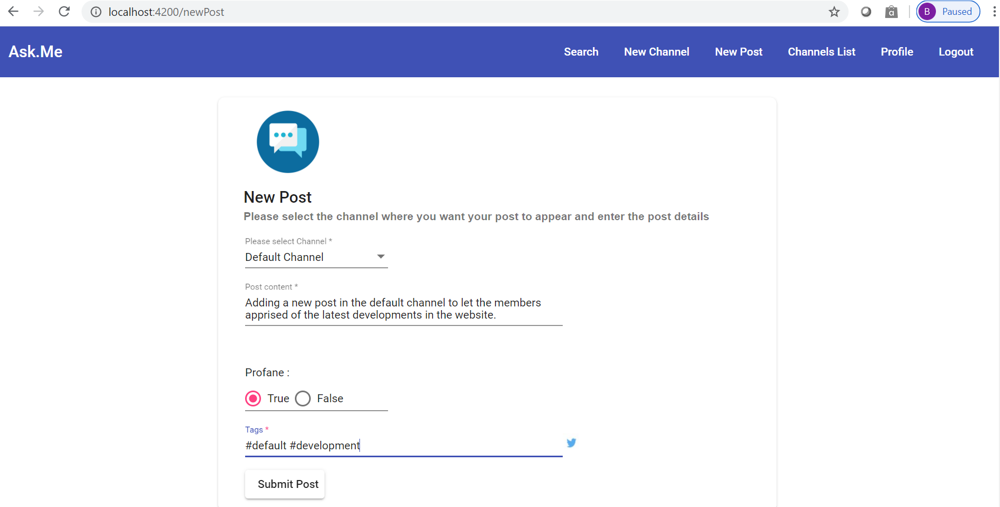 localhost:4200/newPost
a
B
Paused
Ask.Me
Search
New Channel
New Post
Channels List
Profile
Logout
New Post
Please select the channel where you want your post to appear and enter the post details
Please select Channel *
Default Channel
Post content *
Adding a new post in the default channel to let the members
apprised of the latest developments in the website.
Profane :
True
False
Tags *
#default #development
Submit Post